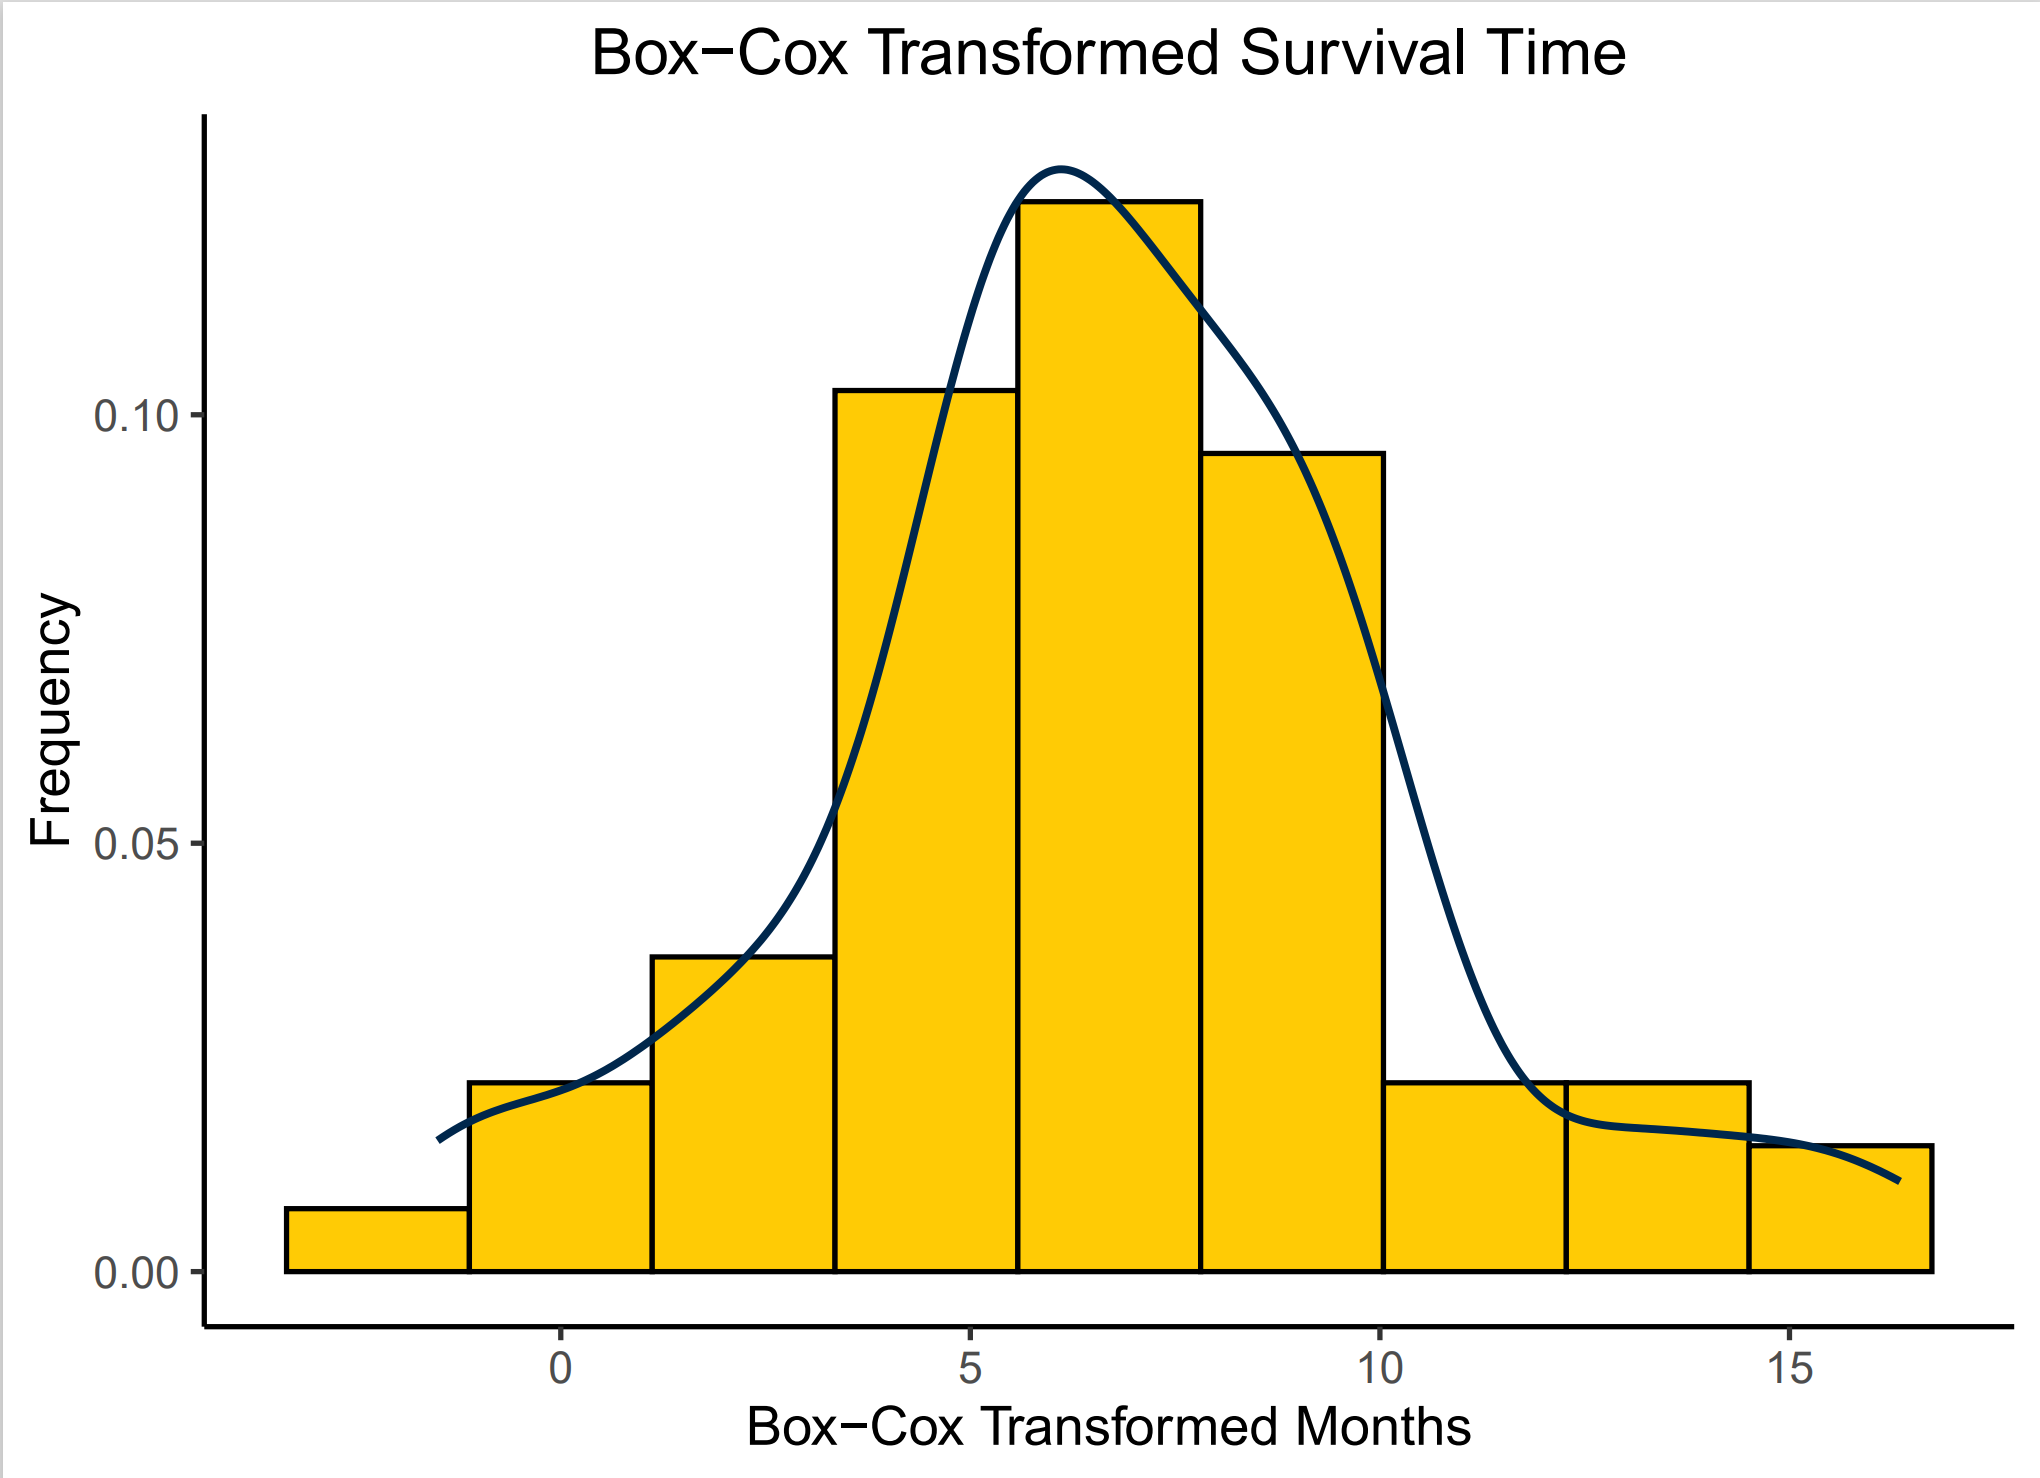 Box−Cox Transformed Survival Time
Frequency
0.10
0.05
0.00
0 5 10 15
Box−Cox Transformed Months